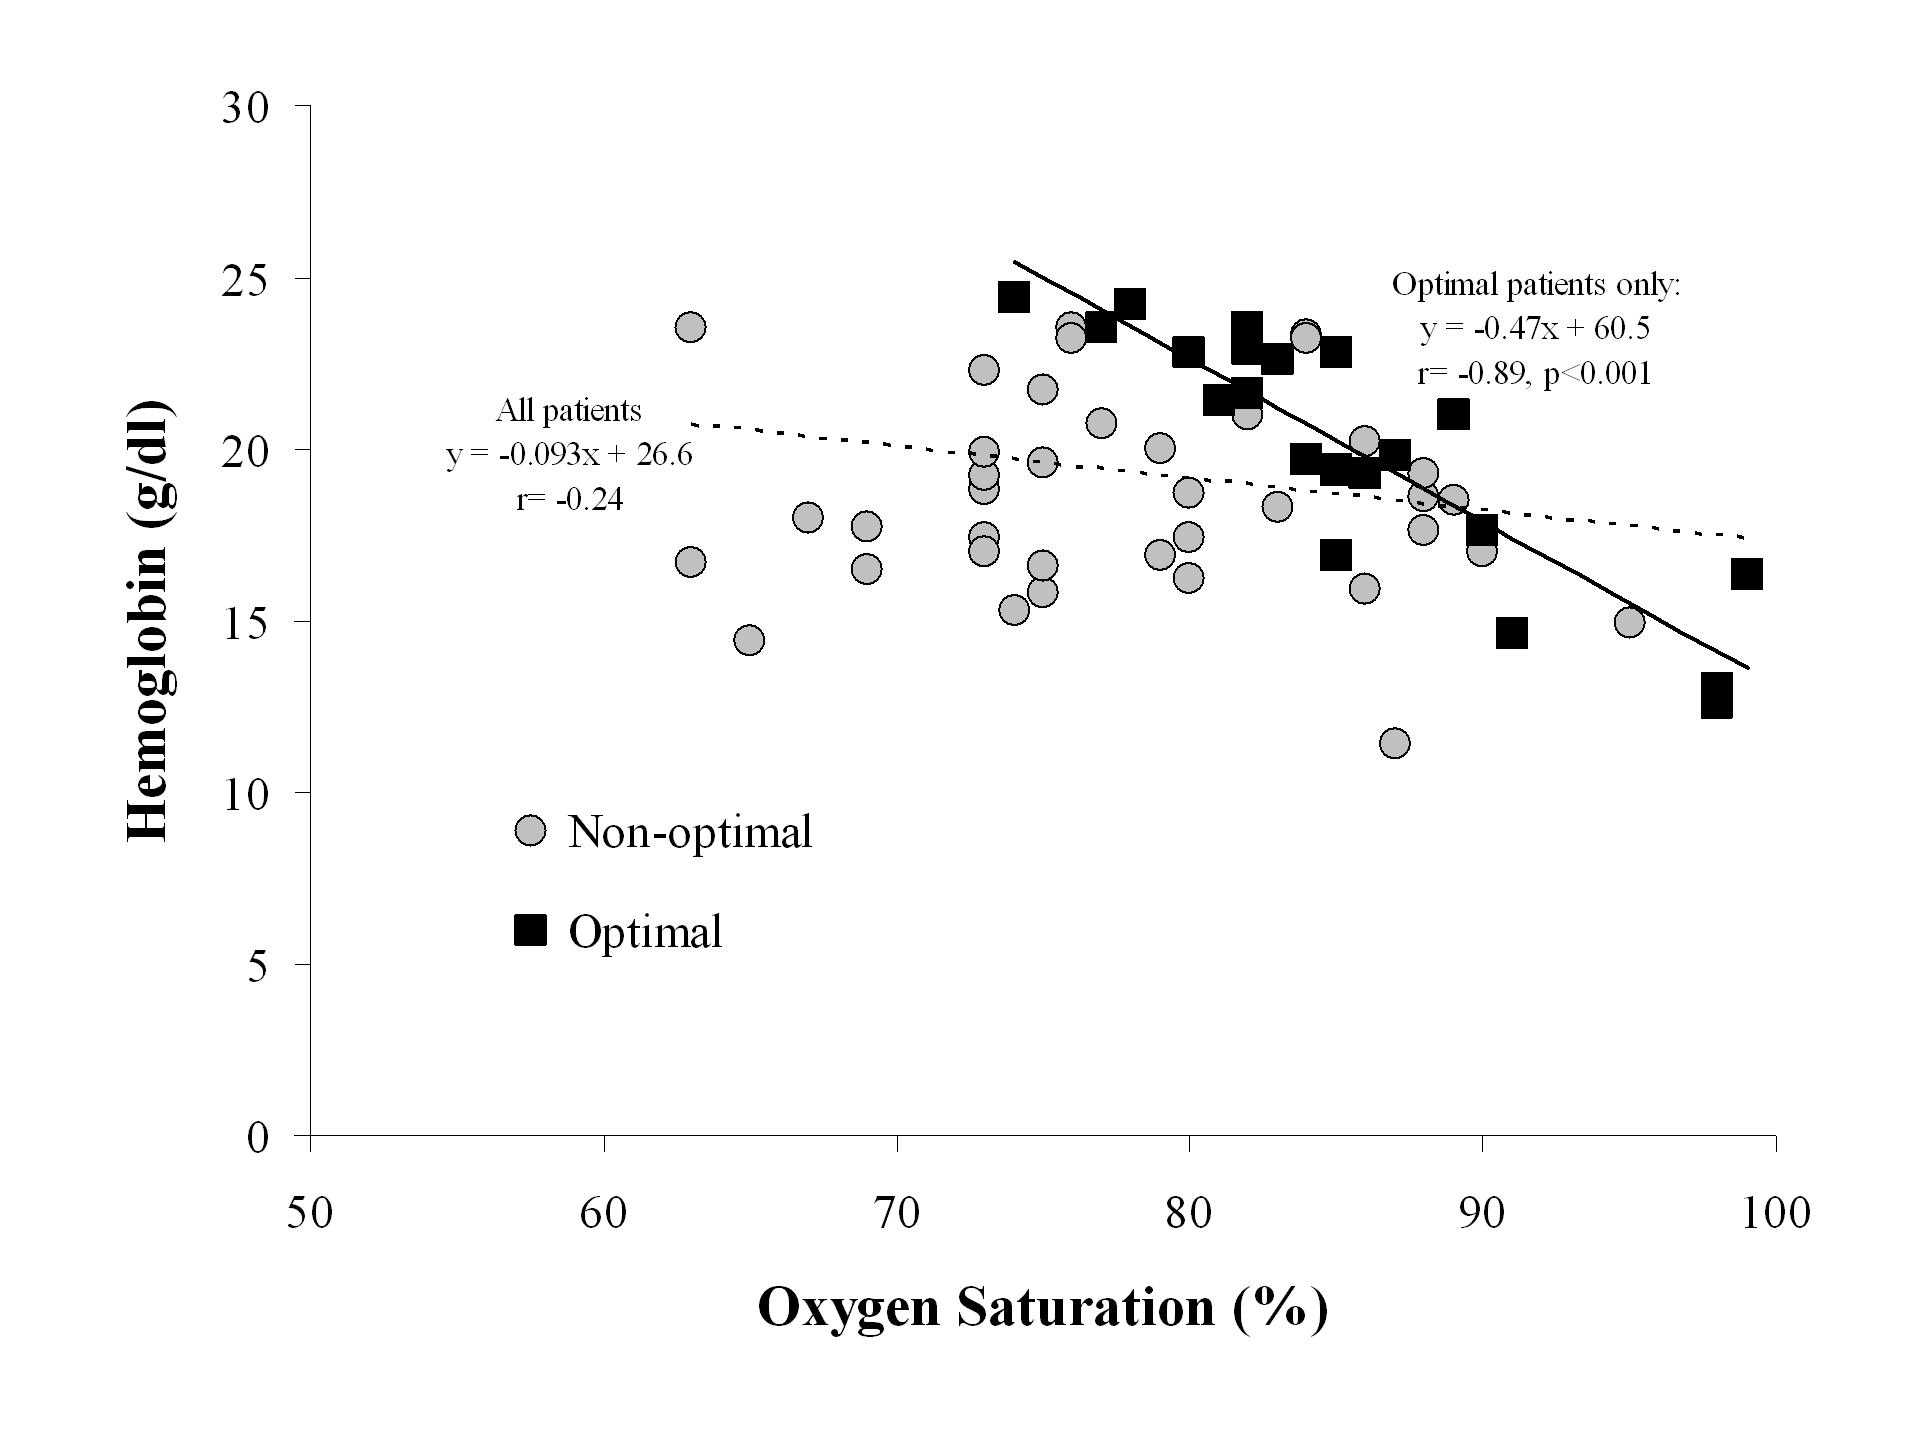 30
25
20
15
10
5
0
Hemoglobin (g/dl)
Optimal patients only:
y = -0.47x + 60.5
r= -0.89, p<0.001
All patients
y = -0.093x + 26.6
r= -0.24
Non-optimal
Optimal
50 60 70 80 90 100
Oxygen Saturation (%)